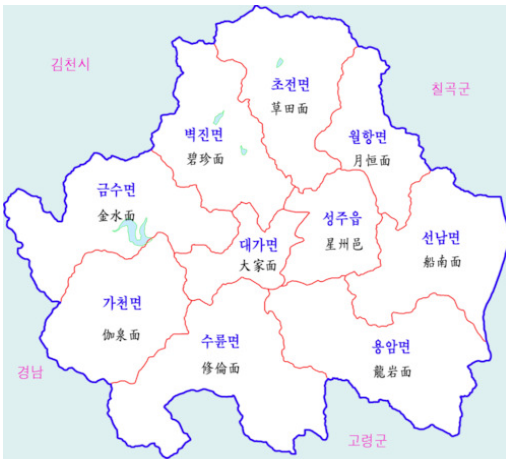 김천시
초전면
草田面
칠곡군
벽진면
碧珍面
월항면
月恒面
금수면
金水面
성주읍
星州邑
선남면
船南面
대가면
大家面
가천면
伽泉面
수륜면
修倫面
용암면
龍岩面
경남
고령군